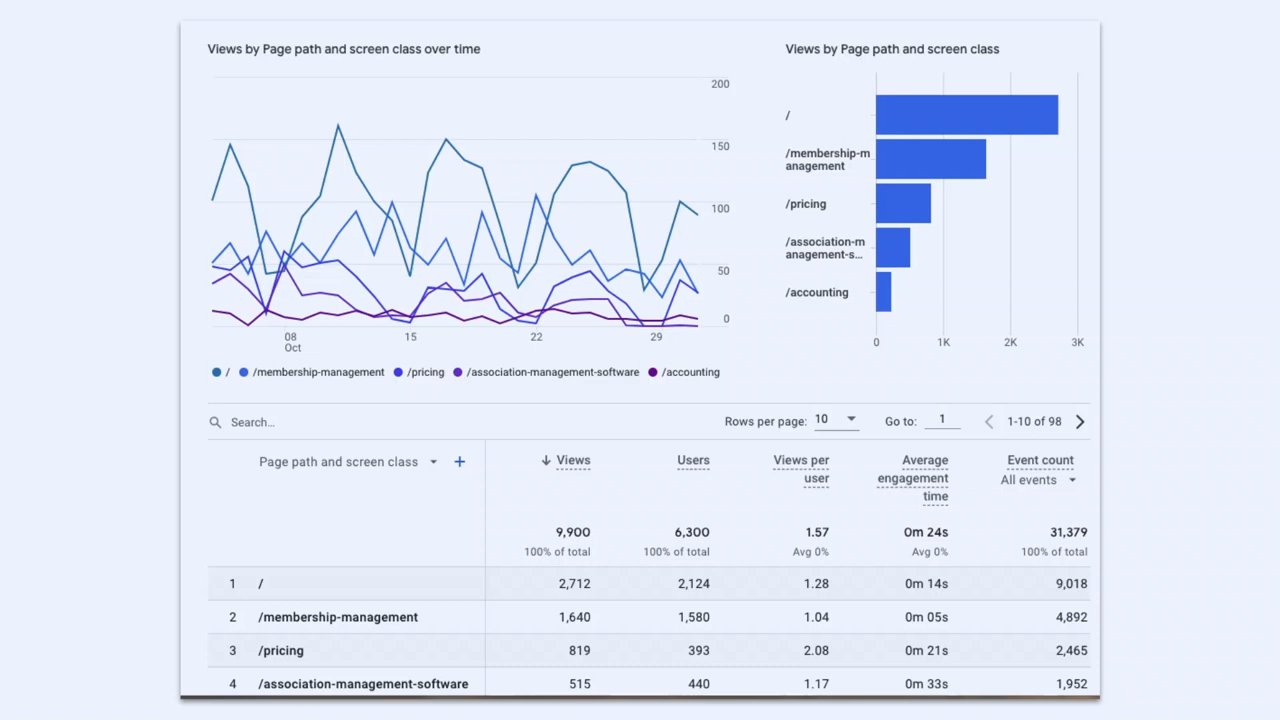 Views by Page path and screen class over time
200
150
100
50
0
08
Oct
15
22
29
/ /membership-management /pricing /association-management-software /accounting
Views by Page path and screen class
/
/membership-m
anagement
/pricing
/association-m
anagement-s...
/accounting
0 1K 2K 3K
Search... Rows per page: 10 Go to: 1 1-10 of 98
Page path and screen class + Views Users Views per user Average engagement time Event count All events
9,900 6,300 1.57 0m 24s 31,379
100% of total 100% of total Avg 0% Avg 0% 100% of total
1 / 2,712 2,124 1.28 0m 14s 9,018
2 /membership-management 1,640 1,580 1.04 0m 05s 4,892
3 /pricing 819 393 2.08 0m 21s 2,465
4 /association-management-software 515 440 1.17 0m 33s 1,952